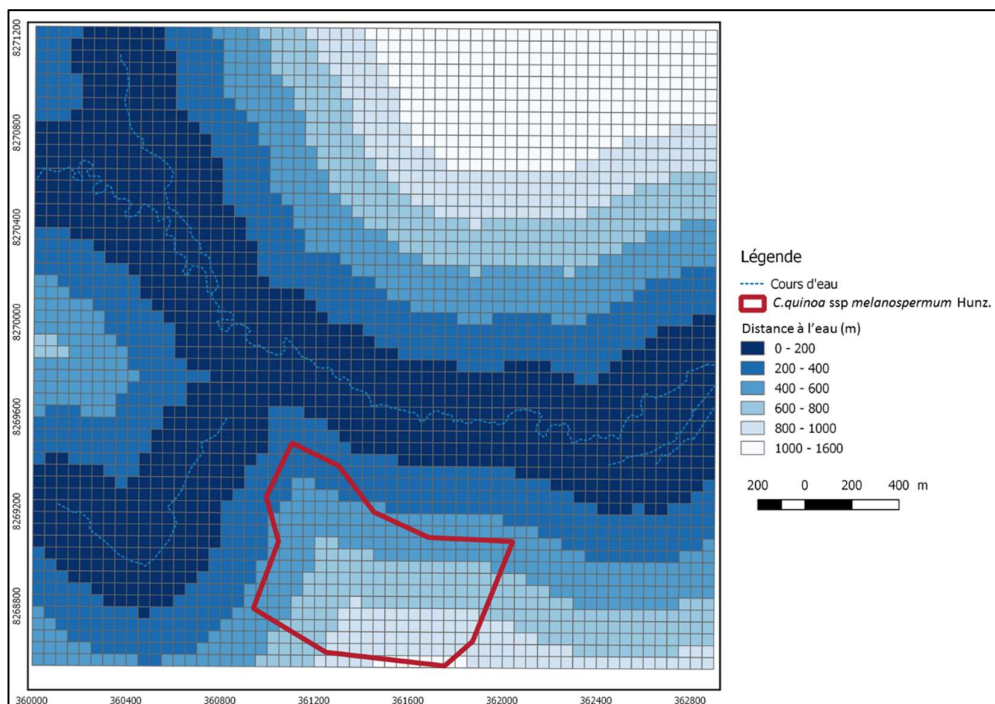 8271200
8270800
8270400
8270000
8269600
8269200
8268800
360000 360400 360800 361200 361600 362000 362400 362800
Légende
Cours d'eau
C.quinoa ssp melanospermum Hunz.
Distance à l'eau (m)
0 - 200
200 - 400
400 - 600
600 - 800
800 - 1000
1000 - 1600
200 0 200 400 m